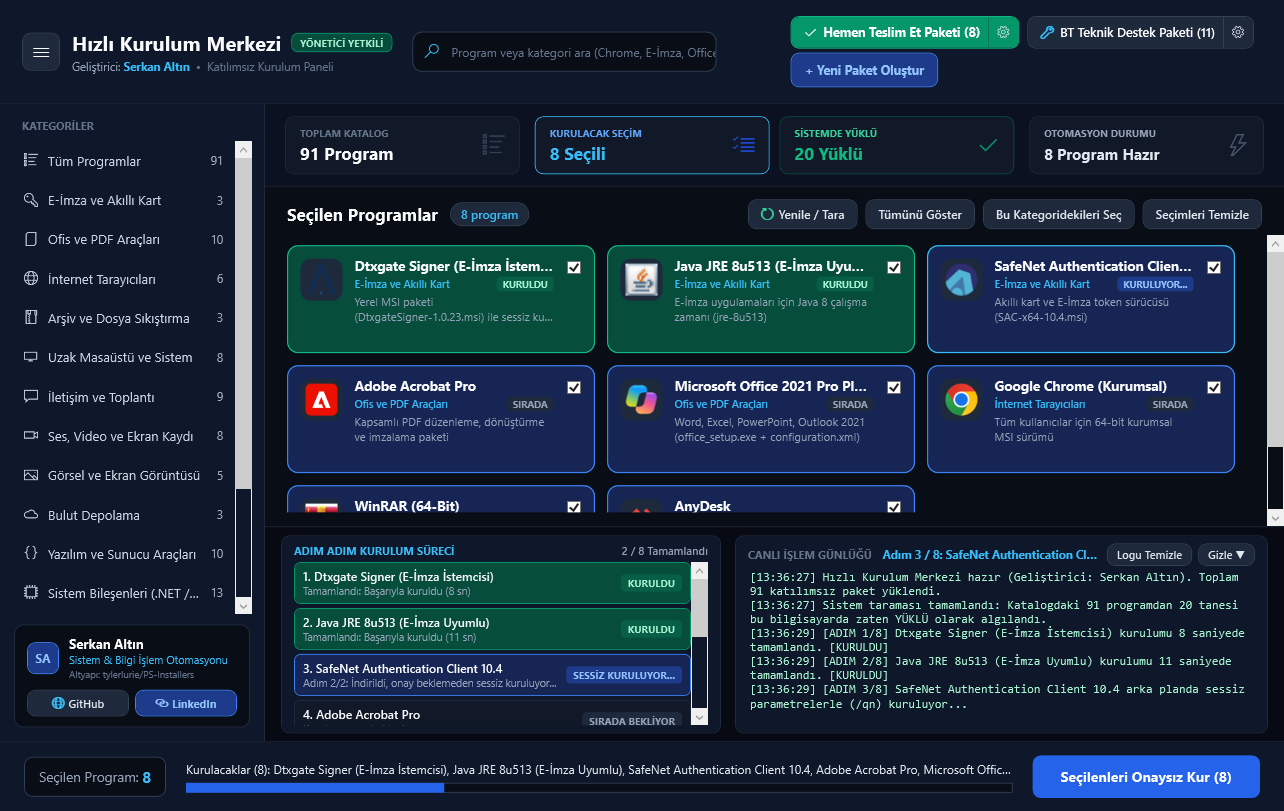 Hızlı Kurulum Merkezi
YÖNETİCİ YETKİLİ
Geliştirici: Serkan Altın • Katılımsız Kurulum Paneli
Program veya kategori ara (Chrome, E-İmza, Office
Hemen Teslim Et Paketi (8)
BT Teknik Destek Paketi (11)
+ Yeni Paket Oluştur
KATEGORİLER
Tüm Programlar 91
E-İmza ve Akıllı Kart 3
Ofis ve PDF Araçları 10
İnternet Tarayıcıları 6
Arşiv ve Dosya Sıkıştırma 3
Uzak Masaüstü ve Sistem 8
İletişim ve Toplantı 9
Ses, Video ve Ekran Kaydı 8
Görsel ve Ekran Görüntüsü 5
Bulut Depolama 3
Yazılım ve Sunucu Araçları 10
Sistem Bileşenleri (.NET /... 13
SA
Serkan Altın
Sistem & Bilgi İşlem Otomasyonu
Altyapı: tylerlurie/PS-Installers
GitHub
LinkedIn
TOPLAM KATALOG
91 Program
KURULACAK SEÇİM
8 Seçili
SİSTEMDE YÜKLÜ
20 Yüklü
OTOMASYON DURUMU
8 Program Hazır
Seçilen Programlar
8 program
Yenile / Tara
Tümünü Göster
Bu Kategoridekileri Seç
Seçimleri Temizle
Dtxgate Signer (E-İmza İstem...
E-İmza ve Akıllı Kart
KURULDU
Yerel MSI paketi
(DtxgateSigner-1.0.23.msi) ile sessiz ku...
Java JRE 8u513 (E-İmza Uyu...
E-İmza ve Akıllı Kart
KURULDU
E-İmza uygulamaları için Java 8 çalışma
zamanı (jre-8u513)
SafeNet Authentication Clien...
E-İmza ve Akıllı Kart
KURULUYOR...
Akıllı kart ve E-İmza token sürücüsü
(SAC-x64-10.4.msi)
Adobe Acrobat Pro
Ofis ve PDF Araçları
SIRADA
Kapsamlı PDF düzenleme, dönüştürme
ve imzalama paketi
Microsoft Office 2021 Pro Pl...
Ofis ve PDF Araçları
SIRADA
Word, Excel, PowerPoint, Outlook 2021
(office_setup.exe + configuration.xml)
Google Chrome (Kurumsal)
İnternet Tarayıcıları
SIRADA
Tüm kullanıcılar için 64-bit kurumsal
MSI sürümü
WinRAR (64-Bit)
AnyDesk
ADIM ADIM KURULUM SÜRECİ
2 / 8 Tamamlandı
1. Dtxgate Signer (E-İmza İstemcisi)
Tamamlandı: Başarıyla kuruldu (8 sn)
KURULDU
2. Java JRE 8u513 (E-İmza Uyumlu)
Tamamlandı: Başarıyla kuruldu (11 sn)
KURULDU
3. SafeNet Authentication Client 10.4
Adım 2/2: İndirildi, onay beklemeden sessiz kuruluyor...
SESSİZ KURULUYOR...
4. Adobe Acrobat Pro
SIRADA BEKLİYOR
CANLI İŞLEM GÜNLÜĞÜ
Adım 3 / 8: SafeNet Authentication Cl...
Logu Temizle
Gizle ▼
[13:36:27] Hızlı Kurulum Merkezi hazır (Geliştirici: Serkan Altın). Toplam
91 katılımsız paket yüklendi.
[13:36:27] Sistem taraması tamamlandı: Katalogdaki 91 programdan 20 tanesi
bu bilgisayarda zaten YÜKLÜ olarak algılandı.
[13:36:29] [ADIM 1/8] Dtxgate Signer (E-İmza İstemcisi) kurulumu 8 saniyede
tamamlandı. [KURULDU]
[13:36:29] [ADIM 2/8] Java JRE 8u513 (E-İmza Uyumlu) kurulumu 11 saniyede
tamamlandı. [KURULDU]
[13:36:29] [ADIM 3/8] SafeNet Authentication Client 10.4 arka planda sessiz
parametrelerle (/qn) kuruluyor...
Seçilen Program: 8
Kurulacaklar (8): Dtxgate Signer (E-İmza İstemcisi), Java JRE 8u513 (E-İmza Uyumlu), SafeNet Authentication Client 10.4, Adobe Acrobat Pro, Microsoft Offic...
Seçilenleri Onaysız Kur (8)